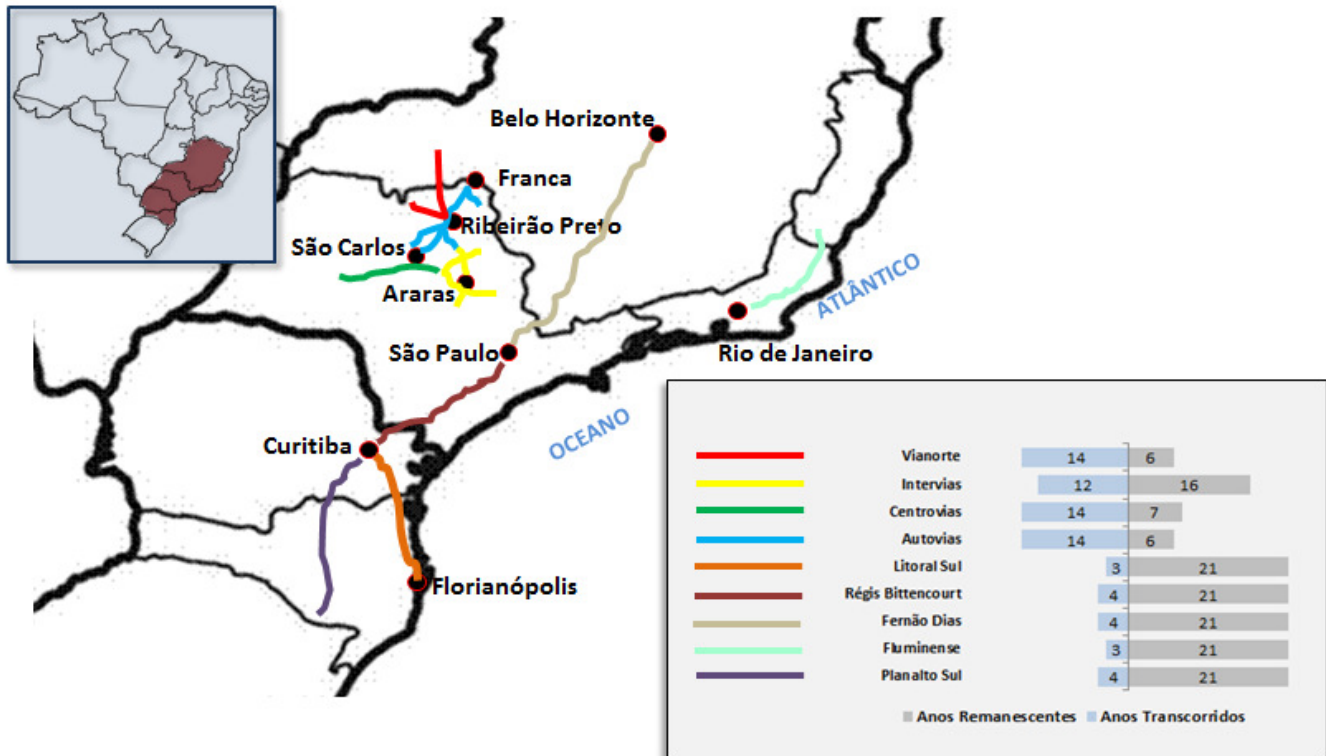 Belo Horizonte
Franca
Ribeirão Preto
São Carlos
Araras
ATLÂNTICO
São Paulo
Rio de Janeiro
OCEANO
Curitiba
Florianópolis
Vianorte 14 6
Intervias 12 16
Centrovias 14 7
Autovias 14 6
Litoral Sul 3 21
Régis Bittencourt 4 21
Fernão Dias 4 21
Fluminense 3 21
Planalto Sul 4 21
Anos Remanescentes Anos Transcorridos